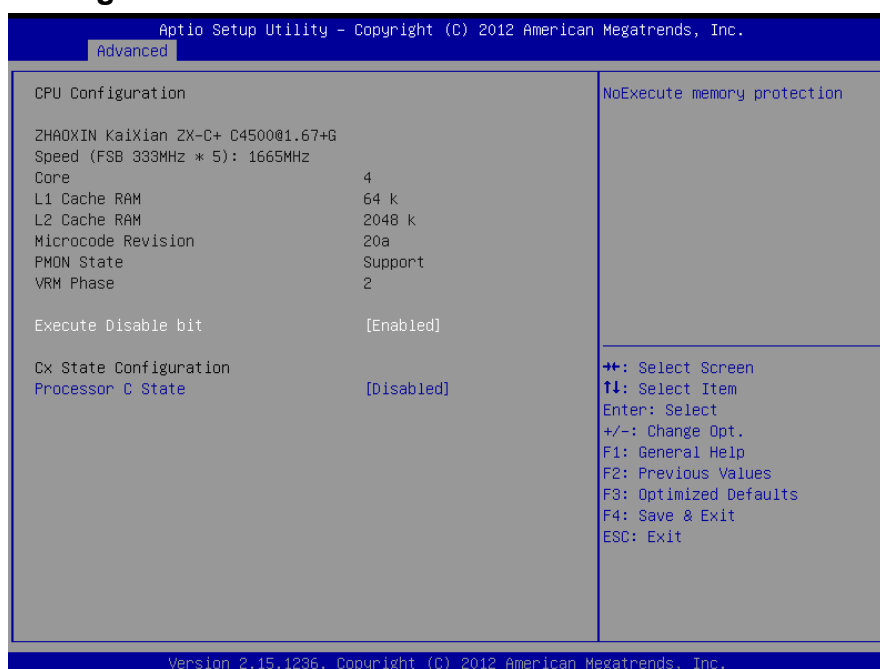 Aptio Setup Utility – Copyright (C) 2012 American Megatrends, Inc.
Advanced
CPU Configuration
ZHAOXIN KaiXian ZX-C+ C4500@1.67+G
Speed (FSB 333MHz * 5): 1665MHz
Core 4
L1 Cache RAM 64 k
L2 Cache RAM 2048 k
Microcode Revision 20a
PMON State Support
VRM Phase 2
Execute Disable bit [Enabled]
Cx State Configuration
Processor C State [Disabled]
NoExecute memory protection
→←: Select Screen
↑↓: Select Item
Enter: Select
+/-: Change Opt.
F1: General Help
F2: Previous Values
F3: Optimized Defaults
F4: Save & Exit
ESC: Exit
Version 2.15.1236. Copyright (C) 2012 American Megatrends, Inc.